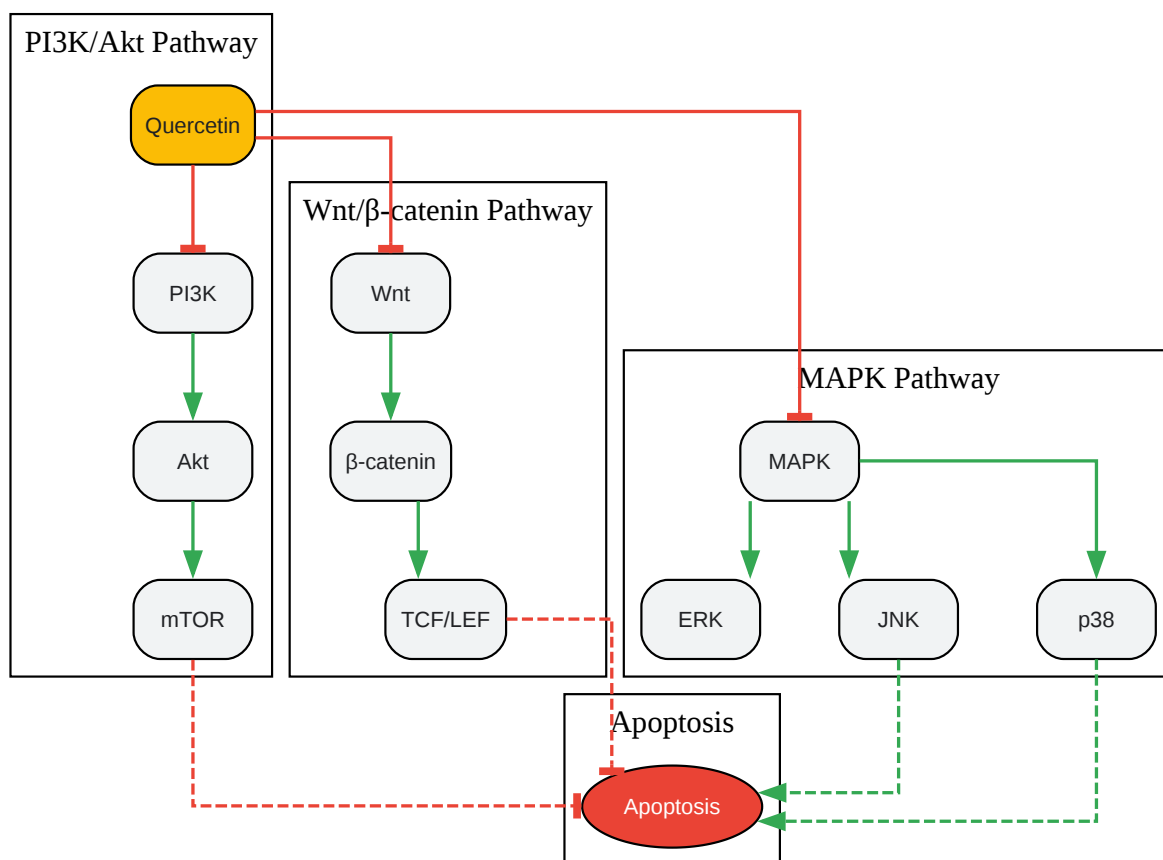 PI3K/Akt Pathway
Quercetin
PI3K
Akt
mTOR
Wnt/β-catenin Pathway
Wnt
β-catenin
TCF/LEF
MAPK Pathway
MAPK
ERK
JNK
p38
Apoptosis
Apoptosis